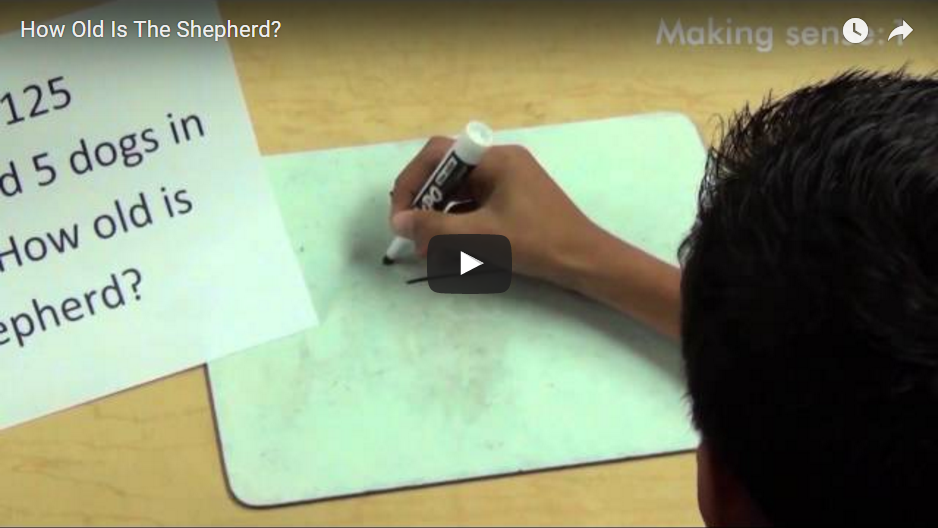 How Old Is The Shepherd?
Making sense: 1
125
d 5 dogs in
How old is
epherd?